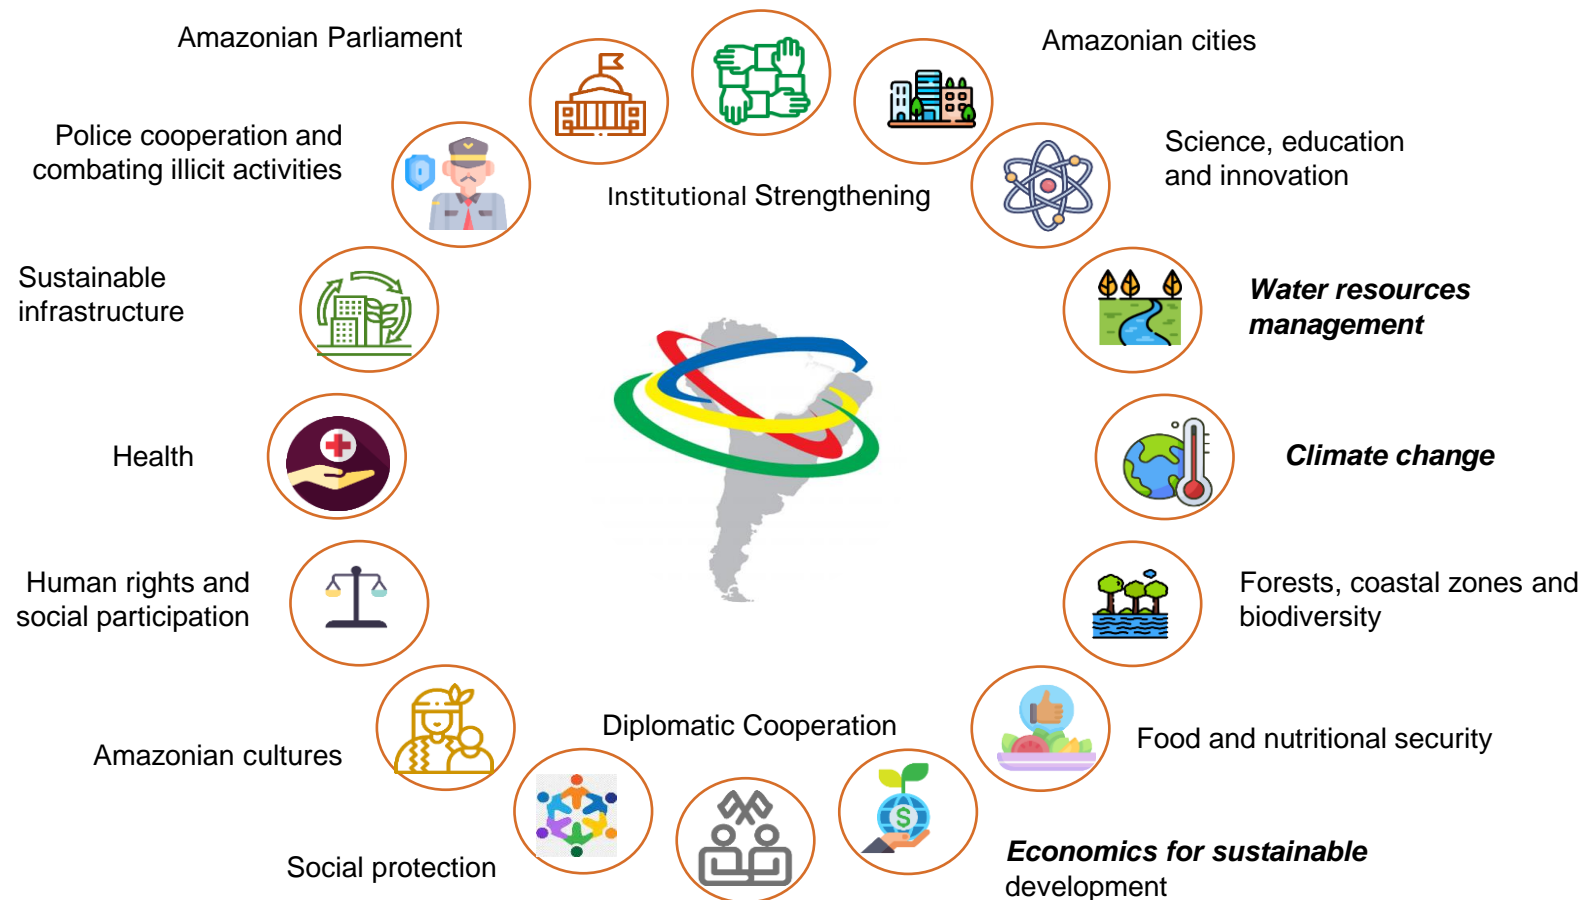 Amazonian Parliament
Amazonian cities
Police cooperation and
combating illicit activities
Science, education
and innovation
Institutional Strengthening
Sustainable
infrastructure
Water resources
management
Health
Climate change
Human rights and
social participation
Forests, coastal zones and
biodiversity
Amazonian cultures
Diplomatic Cooperation
Food and nutritional security
Social protection
Economics for sustainable
development
$